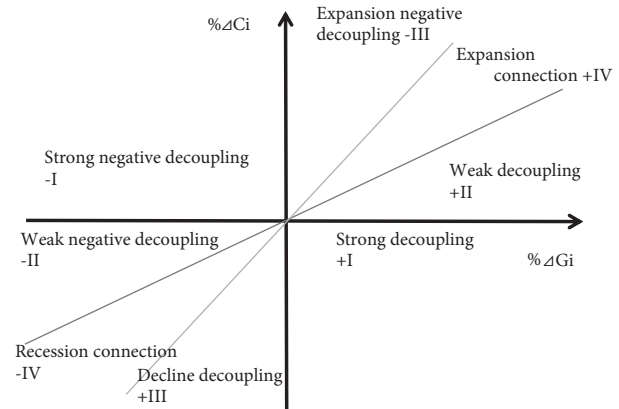 %⊿Ci
Expansion negative
decoupling -III
Expansion
connection +IV
Strong negative decoupling
-I
Weak decoupling
+II
Weak negative decoupling
-II
Strong decoupling
+I
%⊿Gi
Recession connection
-IV
Decline decoupling
+III